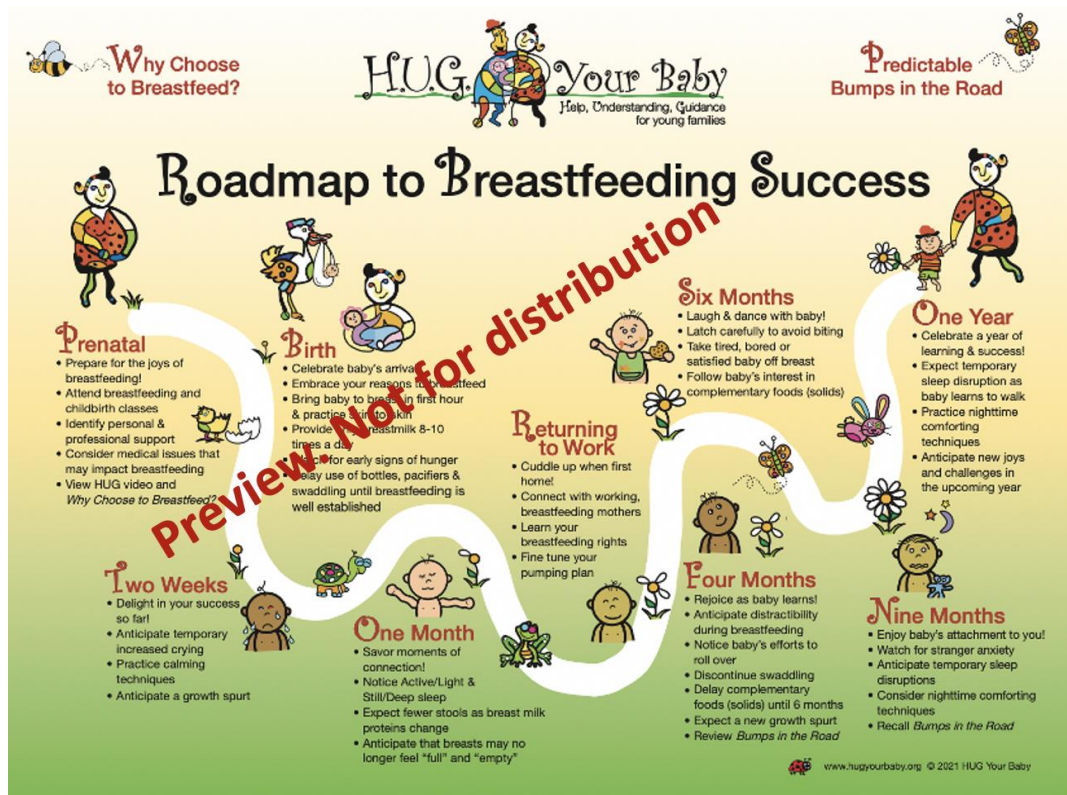 Why Choose
to Breastfeed?
H.U.G. Your Baby
Help, Understanding, Guidance
for young families
Predictable
Bumps in the Road
Roadmap to Breastfeeding Success
Preview. Not for distribution
Prenatal
• Prepare for the joys of
breastfeeding!
• Attend breastfeeding and
childbirth classes
• Identify personal &
professional support
• Consider medical issues that
may impact breastfeeding
• View HUG video and
Why Choose to Breastfeed?
Birth
• Celebrate baby's arrival
• Embrace your reasons to breastfeed
• Bring baby to breast in first hour
& practice skin to skin
• Provide breastmilk 8-10
times a day
• Watch for early signs of hunger
• Delay use of bottles, pacifiers &
swaddling until breastfeeding is
well established
Two Weeks
• Delight in your success
so far!
• Anticipate temporary
increased crying
• Practice calming
techniques
• Anticipate a growth spurt
One Month
• Savor moments of
connection!
• Notice Active/Light &
Still/Deep sleep
• Expect fewer stools as breast milk
proteins change
• Anticipate that breasts may no
longer feel "full" and "empty"
Returning
to Work
• Cuddle up when first
home!
• Connect with working,
breastfeeding mothers
• Learn your
breastfeeding rights
• Fine tune your
pumping plan
Four Months
• Rejoice as baby learns!
• Anticipate distractibility
during breastfeeding
• Notice baby's efforts to
roll over
• Discontinue swaddling
• Delay complementary
foods (solids) until 6 months
• Expect a new growth spurt
• Review Bumps in the Road
Six Months
• Laugh & dance with baby!
• Latch carefully to avoid biting
• Take tired, bored or
satisfied baby off breast
• Follow baby's interest in
complementary foods (solids)
Nine Months
• Enjoy baby's attachment to you!
• Watch for stranger anxiety
• Anticipate temporary sleep
disruptions
• Consider nighttime comforting
techniques
• Recall Bumps in the Road
One Year
• Celebrate a year of
learning & success!
• Expect temporary
sleep disruption as
baby learns to walk
• Practice nighttime
comforting
techniques
• Anticipate new joys
and challenges in
the upcoming year
www.hugyourbaby.org © 2021 HUG Your Baby